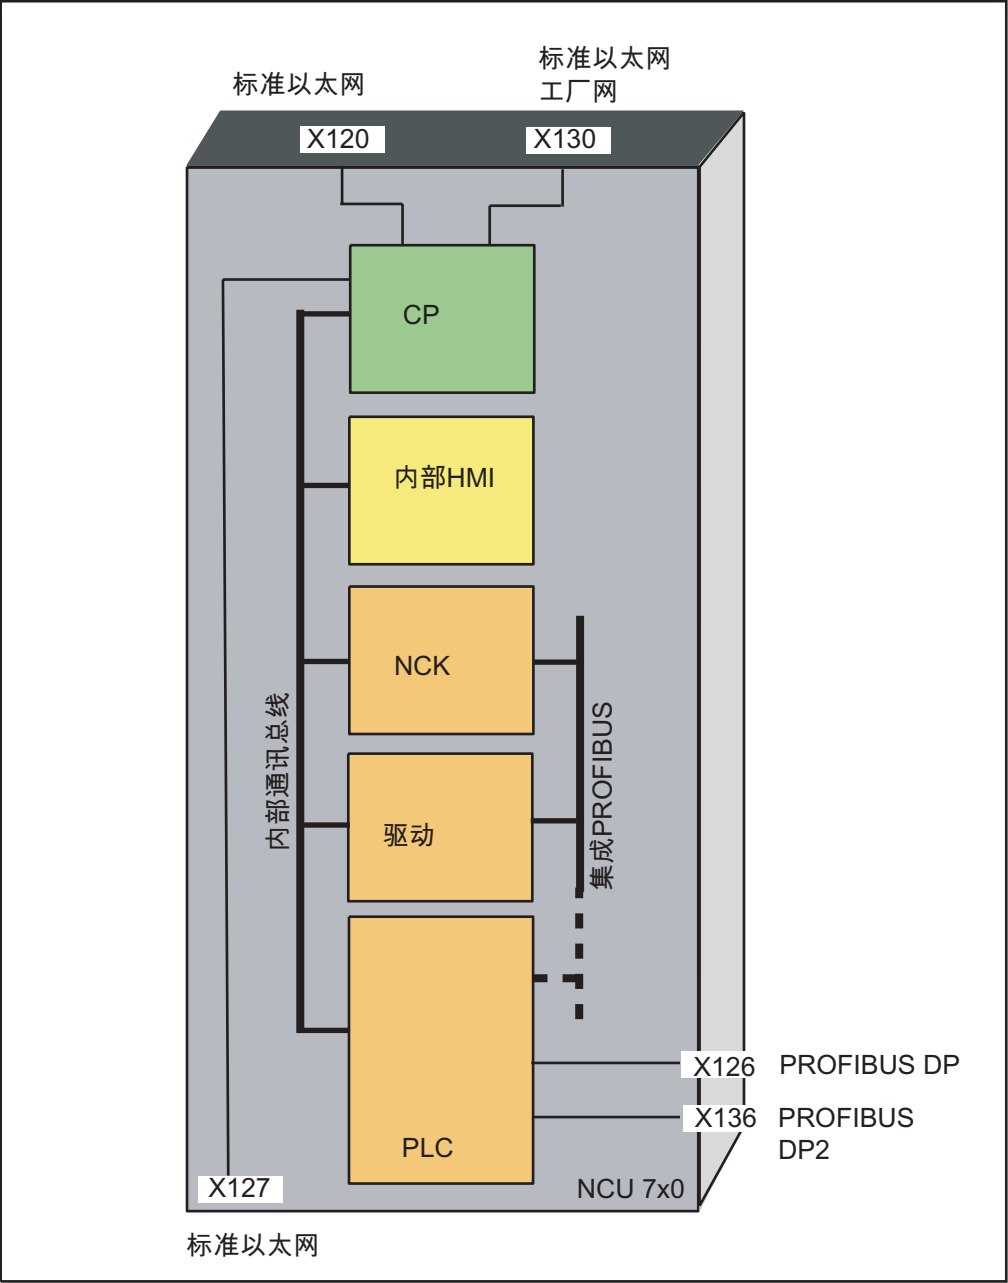 标准以太网
标准以太网
工厂网
X120
X130
CP
内部HMI
NCK
内部通讯总线
集成PROFIBUS
驱动
X126
PROFIBUS DP
X136
PROFIBUS
DP2
PLC
X127
NCU 7x0
标准以太网